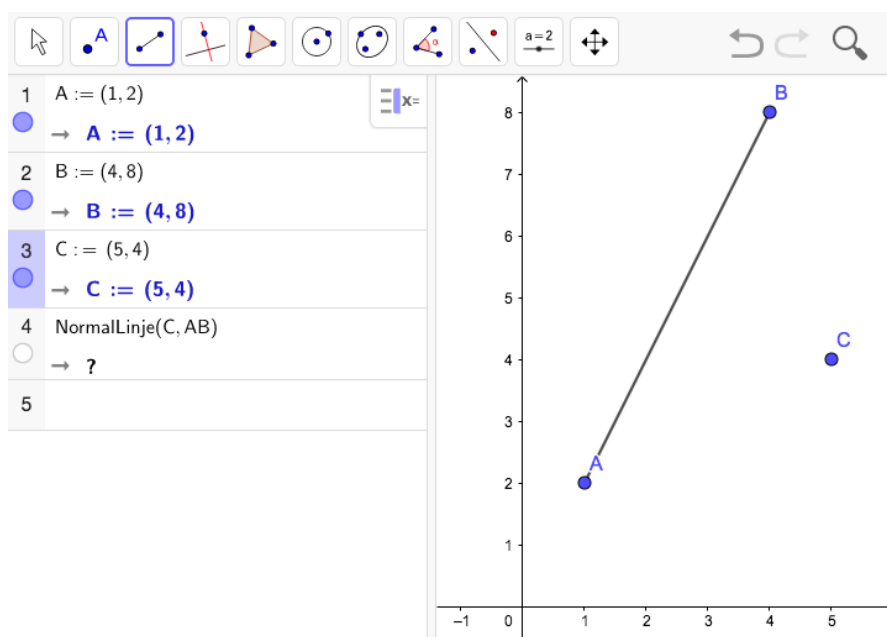 A
α
a=2
1 A := (1, 2)
→ A := (1, 2)
x=
2 B := (4, 8)
→ B := (4, 8)
3 C : = (5, 4)
→ C := (5, 4)
4 NormalLinje(C, AB)
→ ?
5
B
8
7
6
5
C
4
3
A
2
1
–1 0 1 2 3 4 5